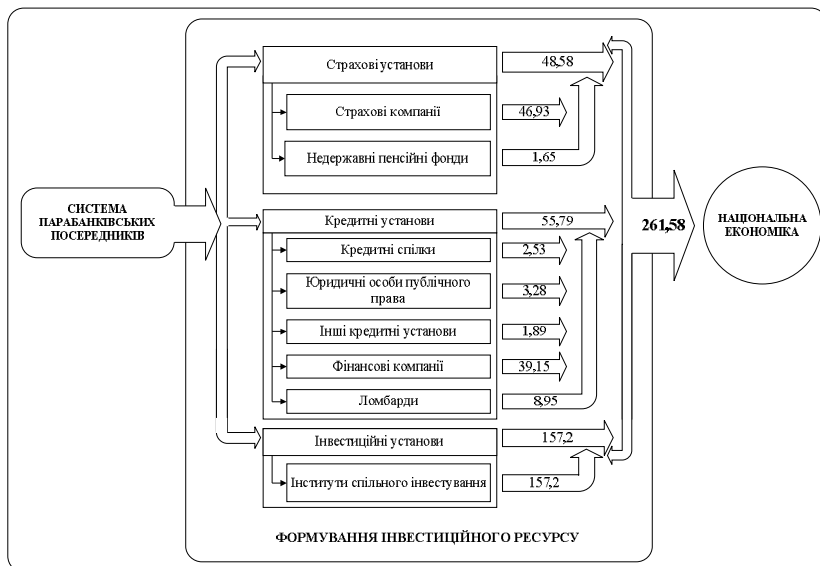 Страхові установи
48,58
Страхові компанії
46,93
Недержавні пенсійні фонди
1,65
СИСТЕМА
ПАРАБАНКІВСЬКИХ
ПОСЕРЕДНИКІВ
Кредитні установи
55,79
Кредитні спілки
2,53
Юридичні особи публічного
права
3,28
Інші кредитні установи
1,89
Фінансові компанії
39,15
Ломбарди
8,95
Інвестиційні установи
157,2
Інститути спільного інвестування
157,2
261,58
НАЦІОНАЛЬНА
ЕКОНОМІКА
ФОРМУВАННЯ ІНВЕСТИЦІЙНОГО РЕСУРСУ